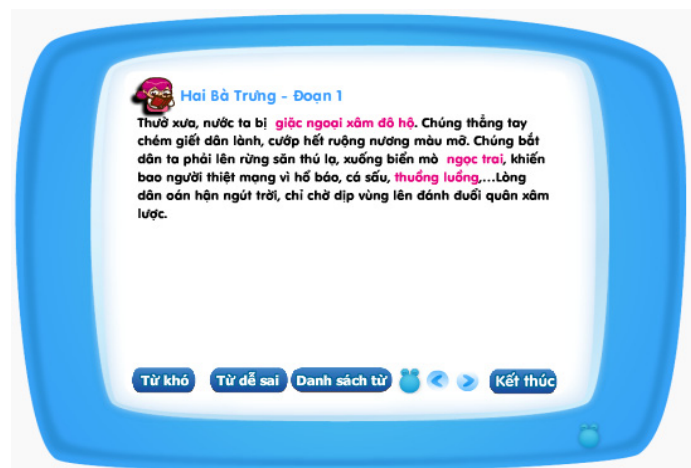 Hai Bà Trưng - Đoạn 1
Thuở xưa, nước ta bị giặc ngoại xâm đô hộ. Chúng thẳng tay
chém giết dân lành, cướp hết ruộng nương màu mỡ. Chúng bắt
dân ta phải lên rừng săn thú lạ, xuống biển mò ngọc trai, khiến
bao người thiệt mạng vì hổ báo, cá sấu, thuồng luồng,...Lòng
dân oán hận ngút trời, chỉ chờ dịp vùng lên đánh đuổi quân xâm
lược.
Từ khó Từ dễ sai Danh sách từ Kết thúc